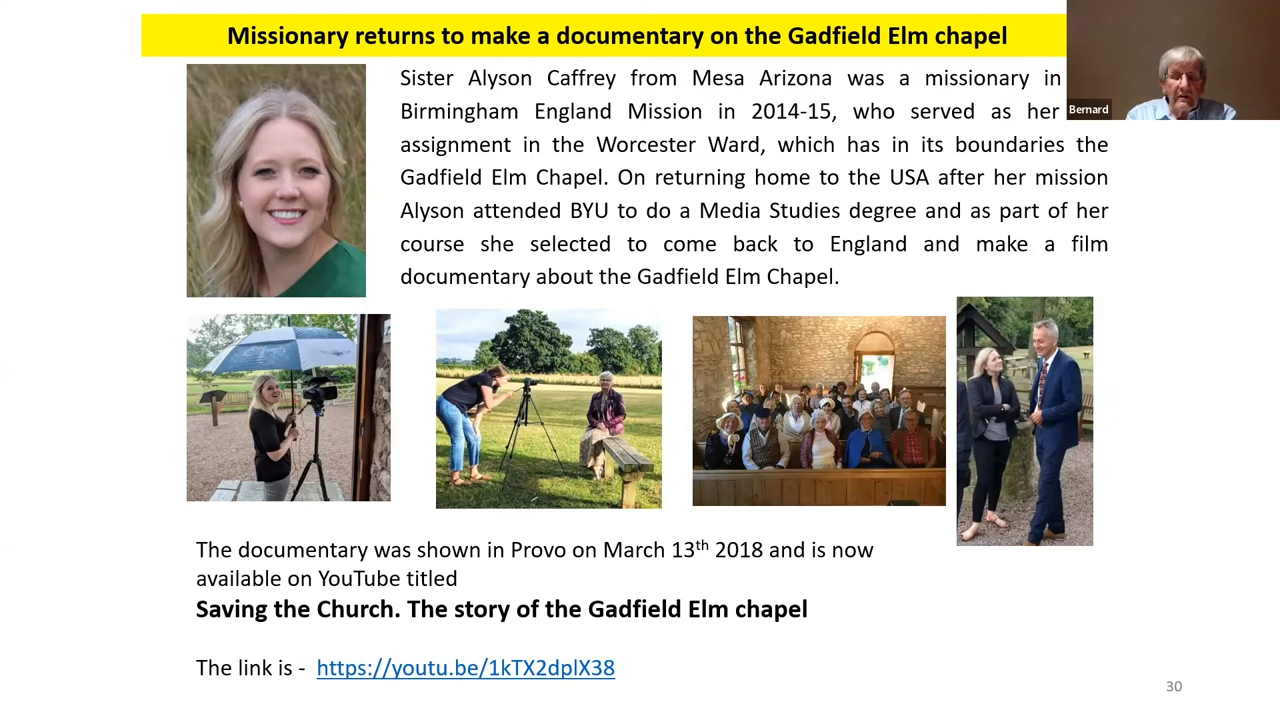 Missionary returns to make a documentary on the Gadfield Elm chapel
Bernard
Sister Alyson Caffrey from Mesa Arizona was a missionary in
Birmingham England Mission in 2014-15, who served as her
assignment in the Worcester Ward, which has in its boundaries the
Gadfield Elm Chapel. On returning home to the USA after her mission
Alyson attended BYU to do a Media Studies degree and as part of her
course she selected to come back to England and make a film
documentary about the Gadfield Elm Chapel.
The documentary was shown in Provo on March 13th 2018 and is now
available on YouTube titled
Saving the Church. The story of the Gadfield Elm chapel
The link is - https://youtu.be/1kTX2dplX38
30